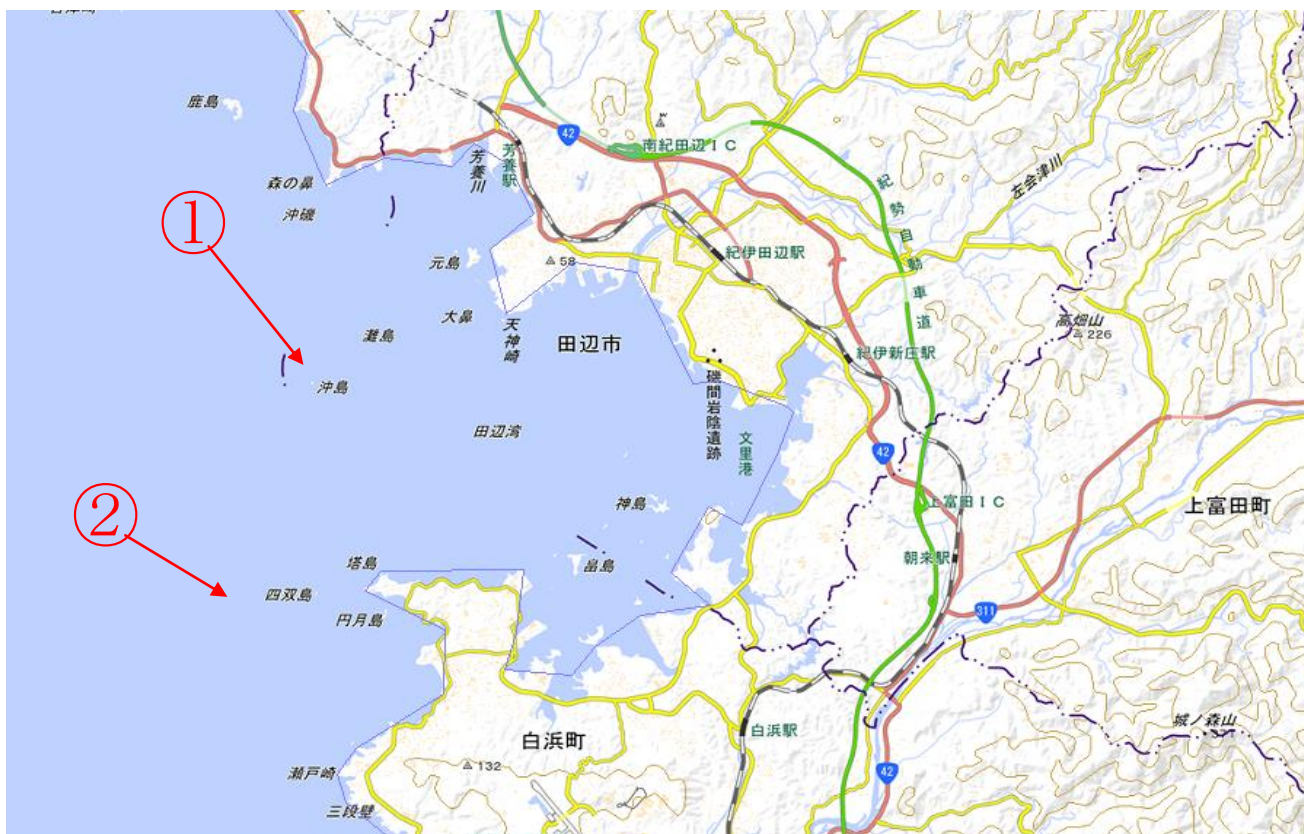 鹿島
42
南紀田辺IC
芳養駅
芳養川
左会津川
森の鼻
沖磯
紀勢自動車道
①
元島
58
紀伊田辺駅
大鼻
天神崎
田辺市
灘島
高畑山
226
紀伊新庄駅
沖島
磯間岩陰遺跡
田辺湾
文里港
42
②
神島
上富田IC
上富田町
塔島
畠島
朝来駅
四双島
円月島
311
城ノ森山
白浜町
白浜駅
瀬戸崎
132
42
三段壁